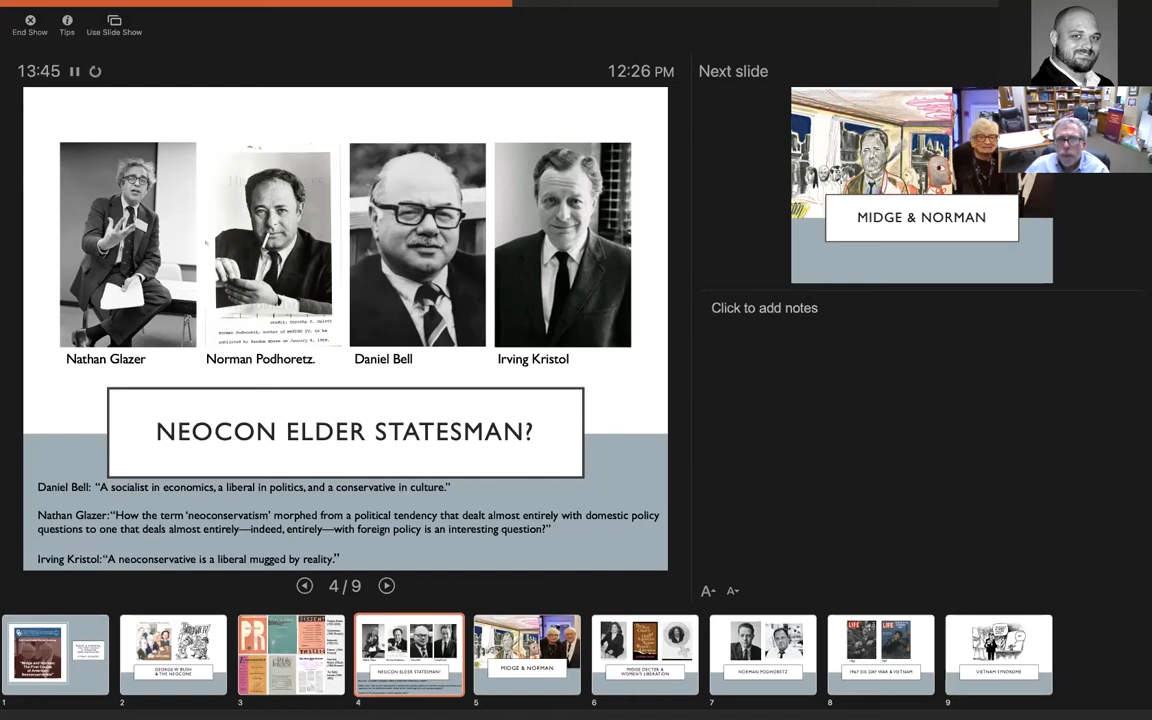 End Show
Tips
Use Slide Show
13:45
12:26 PM
Next slide
Nathan Glazer
Norman Podhoretz.
Daniel Bell
Irving Kristol
NEOCON ELDER STATESMAN?
Daniel Bell: “A socialist in economics, a liberal in politics, and a conservative in culture.”
Nathan Glazer: “How the term ‘neoconservatism’ morphed from a political tendency that dealt almost entirely with domestic policy
questions to one that deals almost entirely—indeed, entirely—with foreign policy is an interesting question?”
Irving Kristol: “A neoconservative is a liberal mugged by reality.”
MIDGE & NORMAN
Click to add notes
4 / 9
A A
GEORGE W BUSH
& THE NEOCONS
DISSENT
NEOCON ELDER STATESMAN?
MIDGE & NORMAN
MIDGE DECTER &
WOMEN'S LIBERATION
NORMAN PODHORETZ
LIFE
LIFE
1967 SIX DAY WAR & VIETNAM
VIETNAM SYNDROME
1
2
3
4
5
6
7
8
9